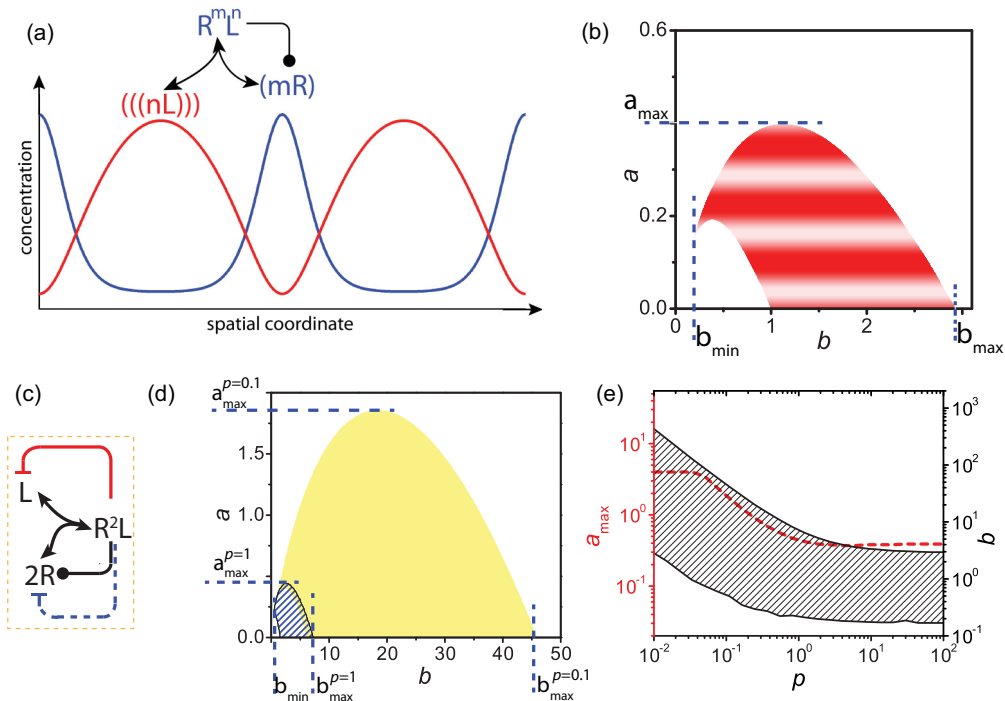 (a)
R^mL^n
(((nL)))
(mR)
concentration
spatial coordinate
(b)
0.6
a_max
a
0.2
0.0
0
1
2
b_min
b
b_max
(c)
L
R^2L
2R
(d)
a_max^{p=0.1}
1.5
a
1.0
a_max^{p=1}
0.0
0
10
20
30
40
50
b_min
b_max^{p=1}
b
b_max^{p=0.1}
(e)
a_max
10^1
10^0
10^-1
10^-2
10^-1
10^0
10^1
10^2
p
10^3
10^2
10^1
10^0
10^-1
b